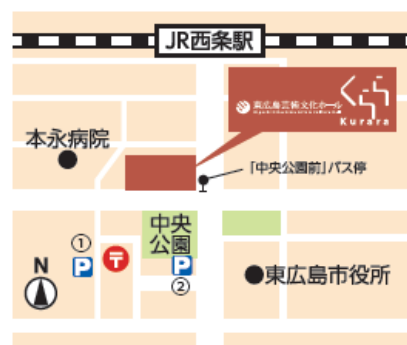 JR西条駅
東広島芸術文化ホール
くらら
Kurara
本永病院
「中央公園前」バス停
中央
公園
①
P
〒
P
②
N
東広島市役所